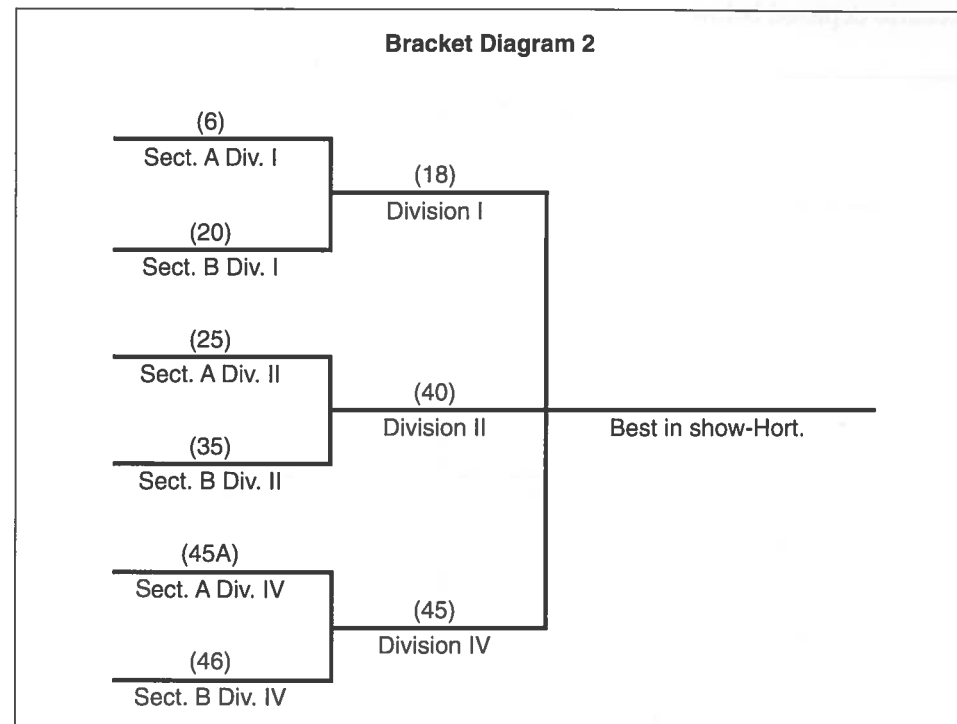 Bracket Diagram 2
(6)
Sect. A Div. I
(18)
Division I
(20)
Sect. B Div. I
(25)
Sect. A Div. II
(40)
Division II
Best in show-Hort.
(35)
Sect. B Div. II
(45A)
Sect. A Div. IV
(45)
Division IV
(46)
Sect. B Div. IV